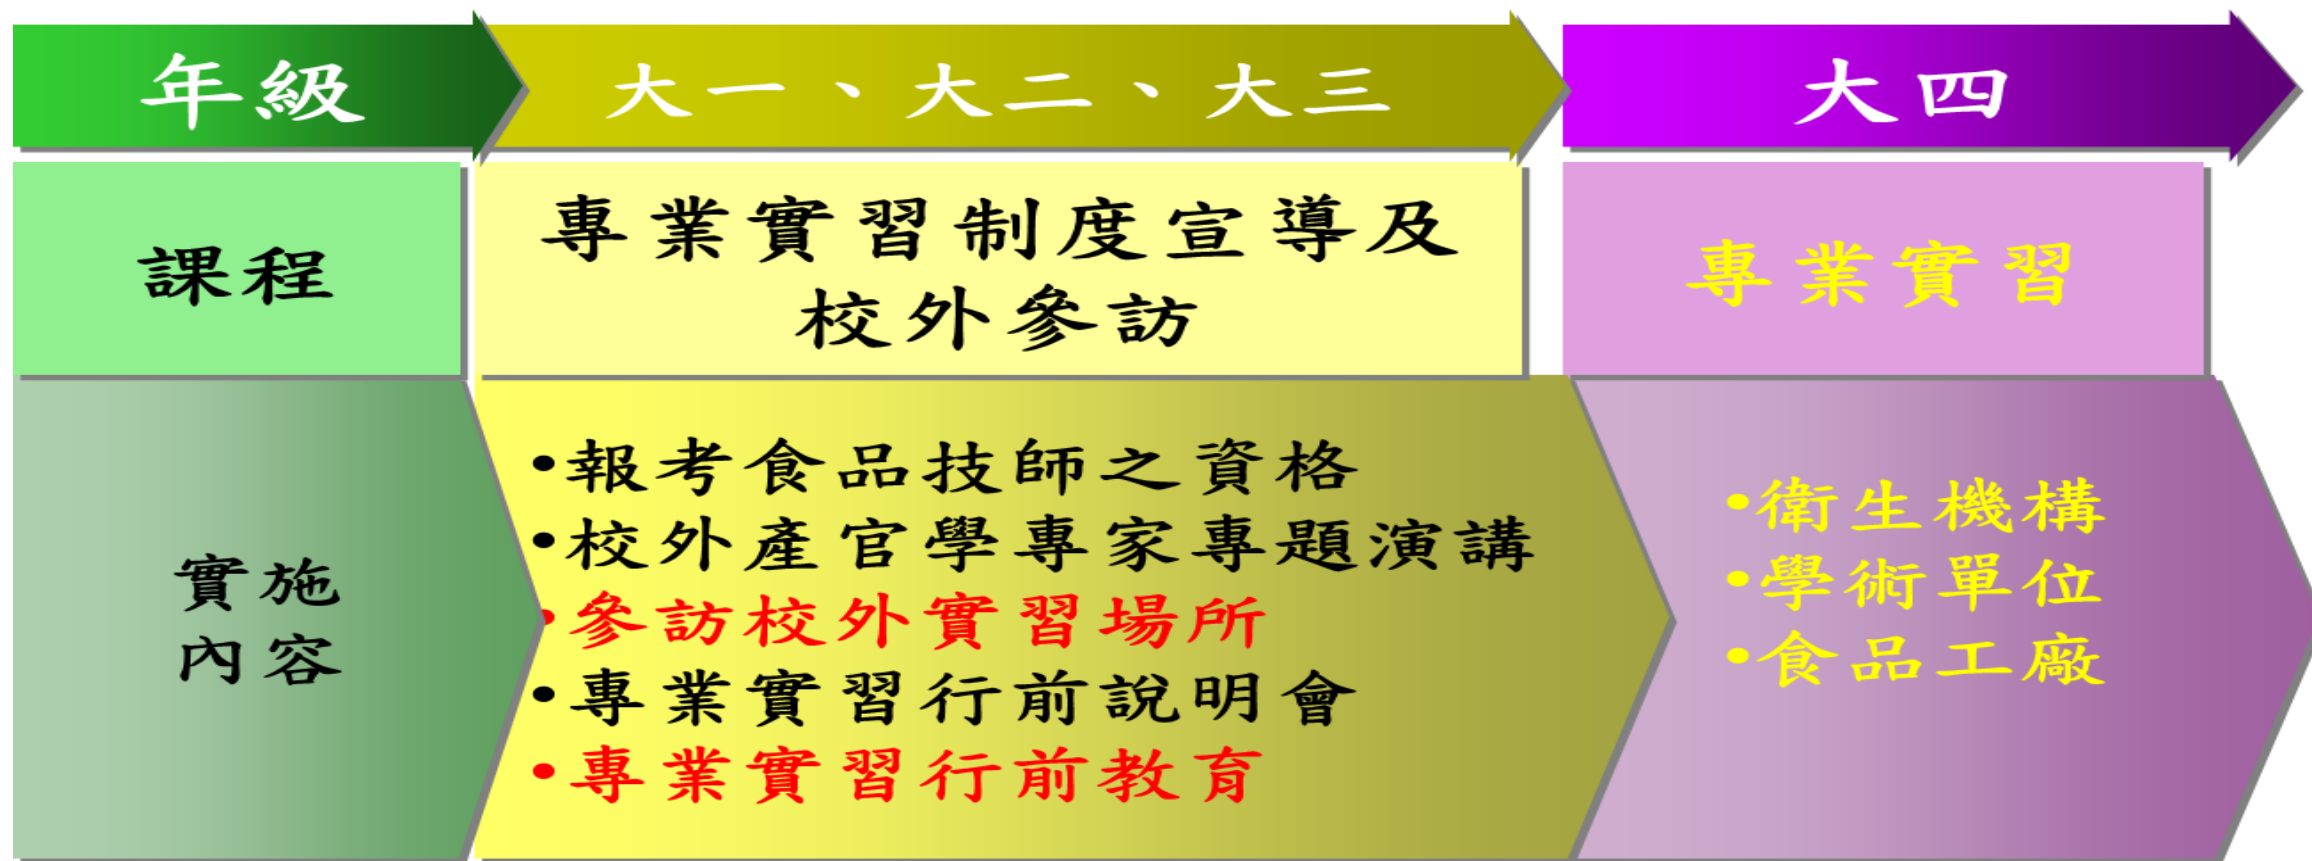 年級
大一、大二、大三
大四
課程
專業實習制度宣導及
校外參訪
專業實習
實施
內容
•報考食品技師之資格
•校外產官學專家專題演講
•參訪校外實習場所
•專業實習行前說明會
•專業實習行前教育
•衛生機構
•學術單位
•食品工廠